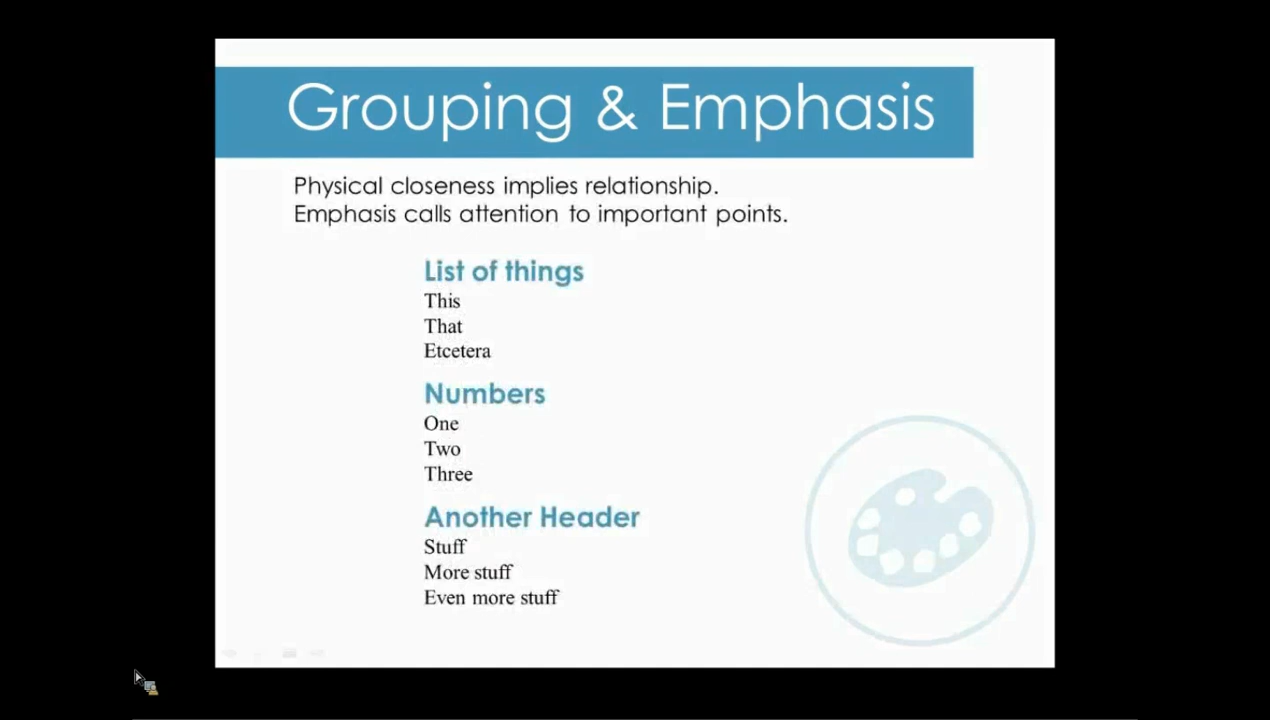 Grouping & Emphasis
Physical closeness implies relationship.
Emphasis calls attention to important points.
List of things
This
That
Etcetera
Numbers
One
Two
Three
Another Header
Stuff
More stuff
Even more stuff